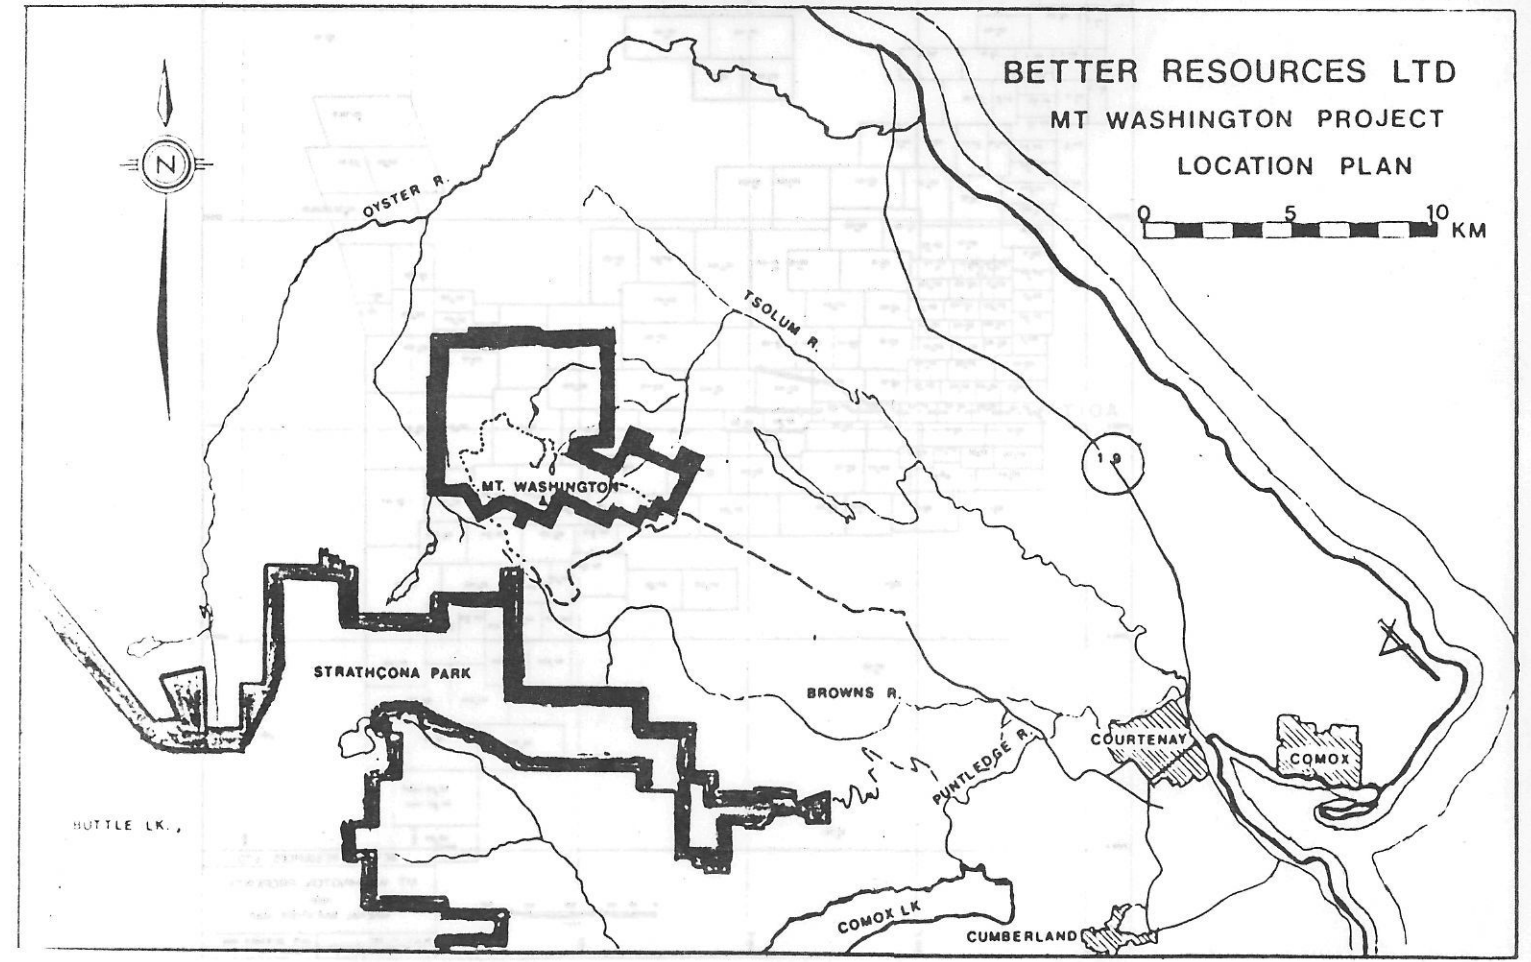 BETTER RESOURCES LTD
MT WASHINGTON PROJECT
LOCATION PLAN
0 5 10 KM
N
OYSTER R.
TSOLUM R.
19
MT. WASHINGTON
STRATHCONA PARK
BROWNS R.
PUNTLEDGE R.
COURTENAY
COMOX
BUTTLE LK.,
COMOX LK
CUMBERLAND